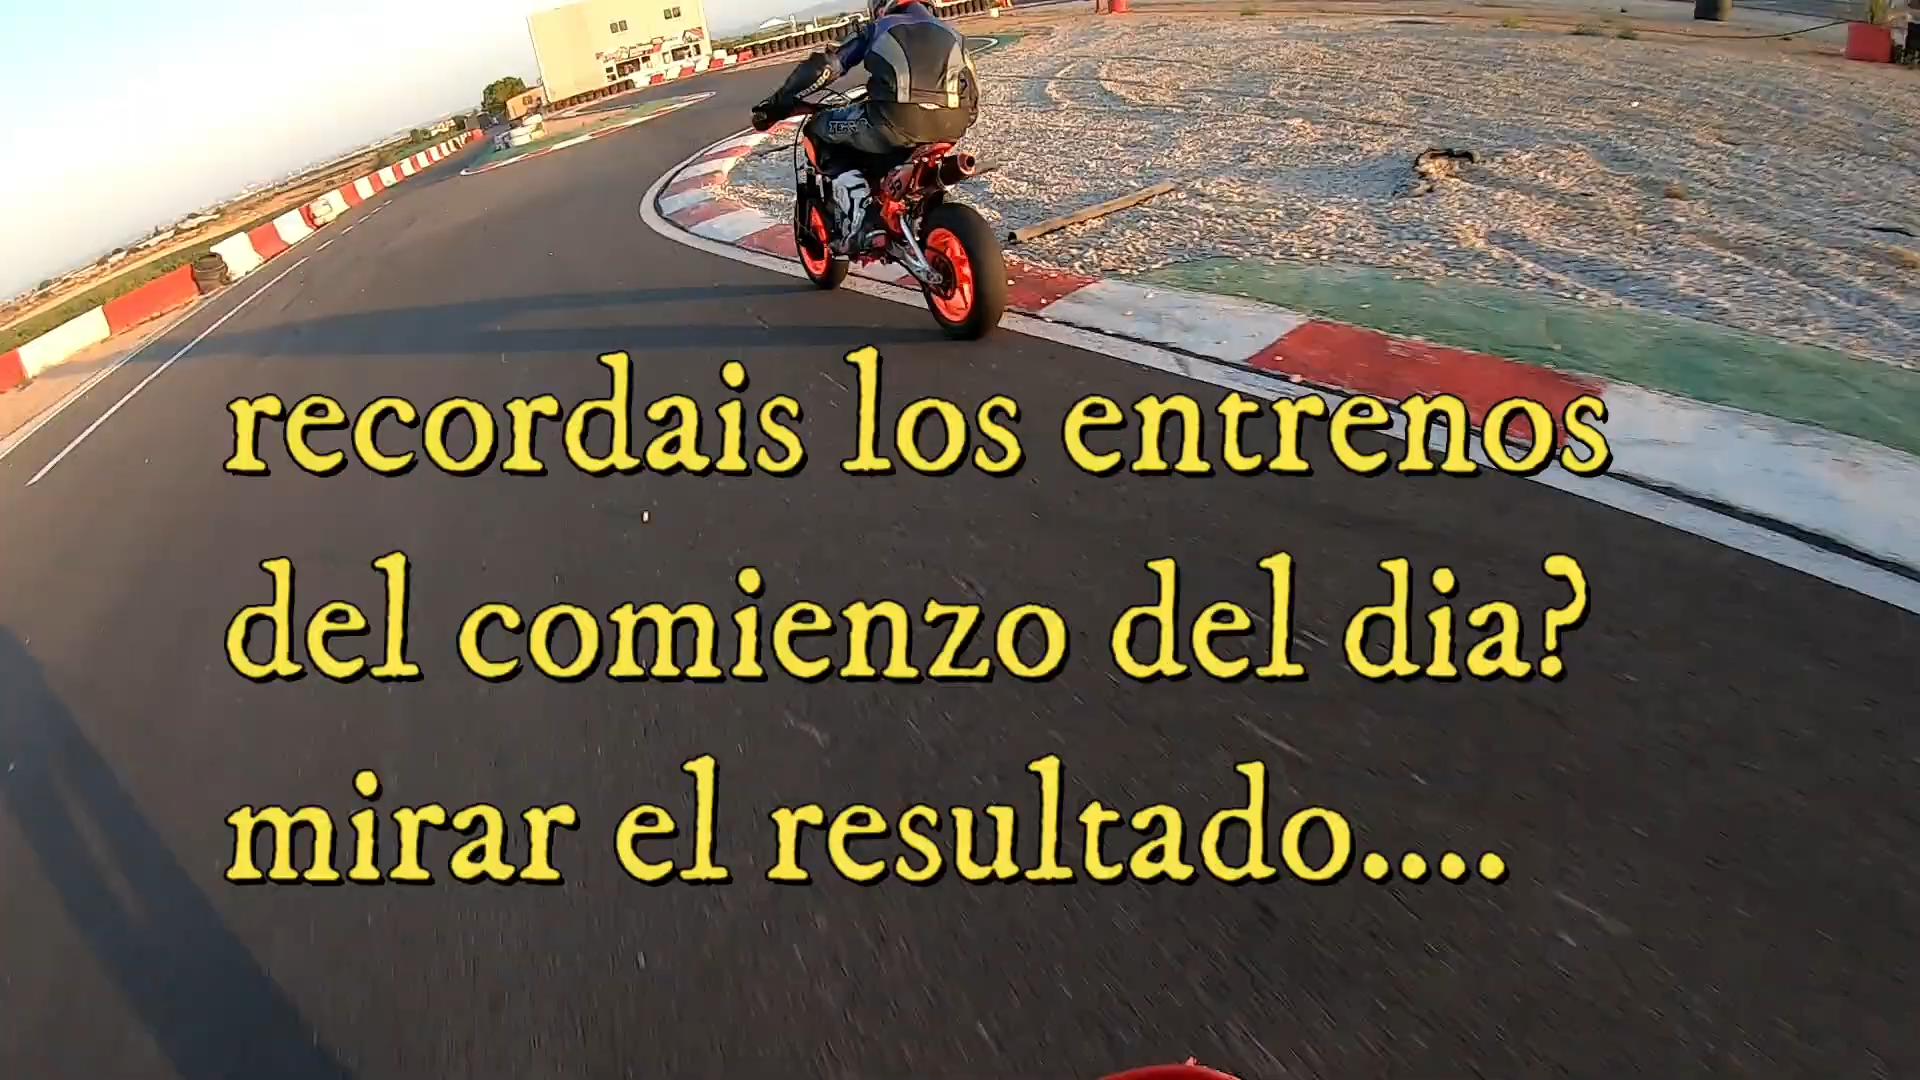 recordais los entrenos
del comienzo del dia?
mirar el resultado....